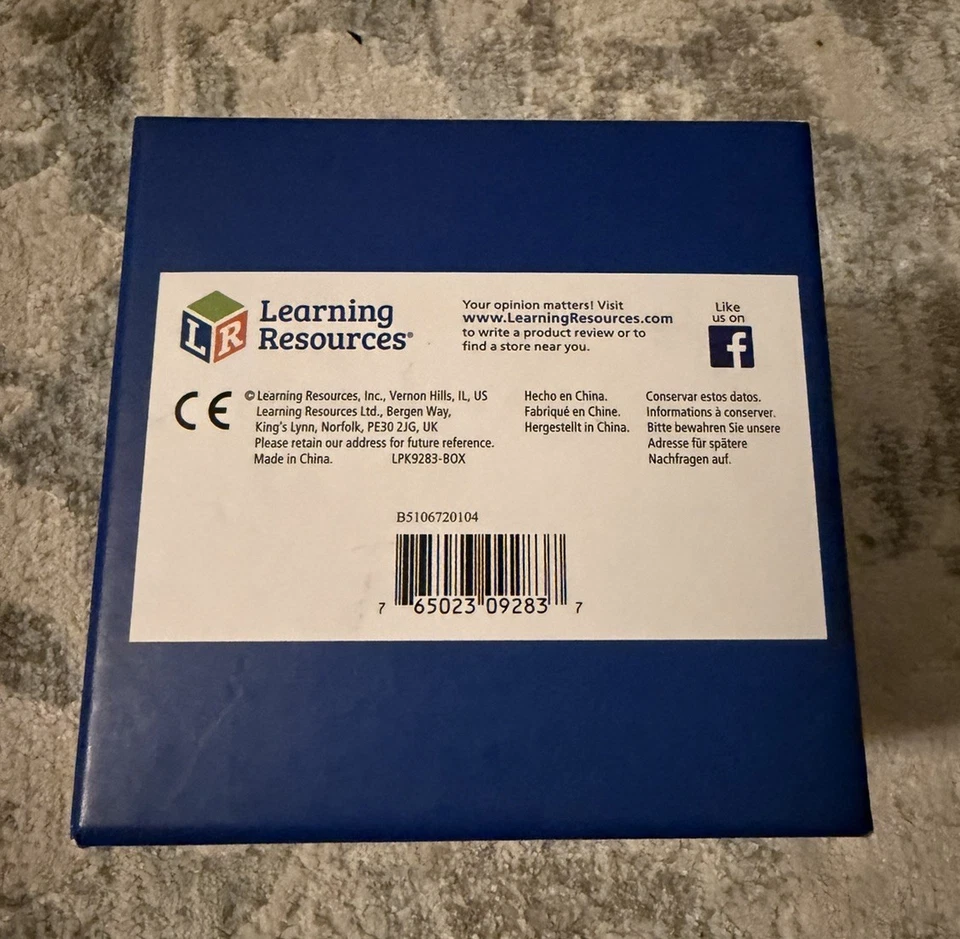 LR
Learning
Resources®
Your opinion matters! Visit
www.LearningResources.com
to write a product review or to
find a store near you.
Like
us on
f
CE
© Learning Resources, Inc., Vernon Hills, IL, US
Learning Resources Ltd., Bergen Way,
King's Lynn, Norfolk, PE30 2JG, UK
Please retain our address for future reference.
Made in China. LPK9283-BOX
Hecho en China.
Fabriqué en Chine.
Hergestellt in China.
Conservar estos datos.
Informations à conserver.
Bitte bewahren Sie unsere
Adresse für spätere
Nachfragen auf.
B5106720104
7 65023 09283 7